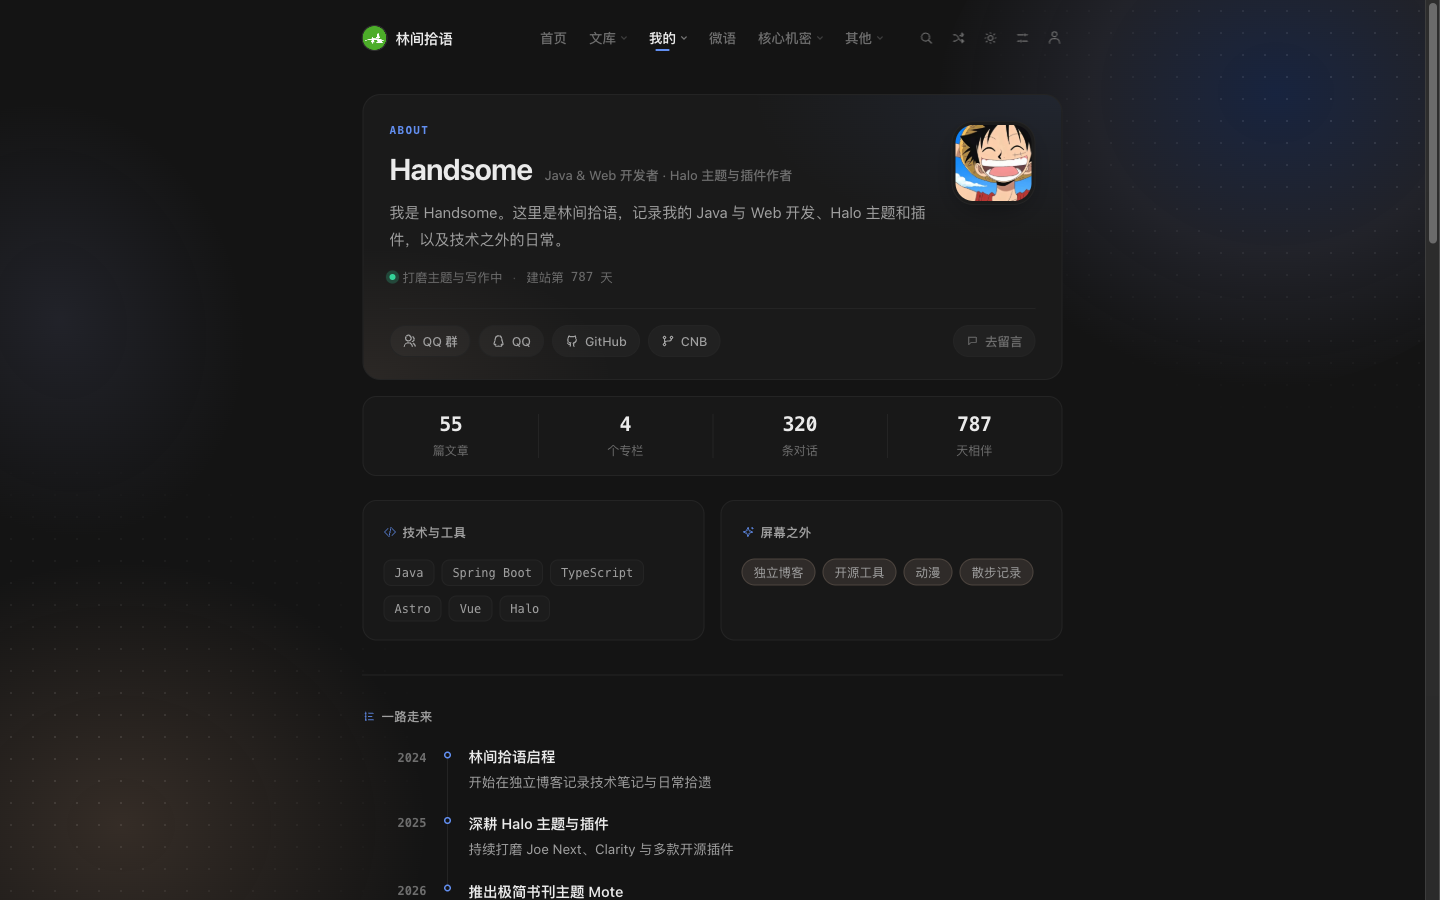 林间拾语
首页 文库 我的 微语 核心机密 其他
ABOUT
Handsome Java & Web 开发者 · Halo 主题与插件作者
我是 Handsome。这里是林间拾语，记录我的 Java 与 Web 开发、Halo 主题和插
件，以及技术之外的日常。
打磨主题与写作中 · 建站第 787 天
QQ 群 QQ GitHub CNB 去留言
55 4 320 787
篇文章 个专栏 条对话 天相伴
技术与工具
Java Spring Boot TypeScript
Astro Vue Halo
屏幕之外
独立博客 开源工具 动漫 散步记录
一路走来
2024 林间拾语启程
开始在独立博客记录技术笔记与日常拾遗
2025 深耕 Halo 主题与插件
持续打磨 Joe Next、Clarity 与多款开源插件
2026 推出极简书刊主题 Mote